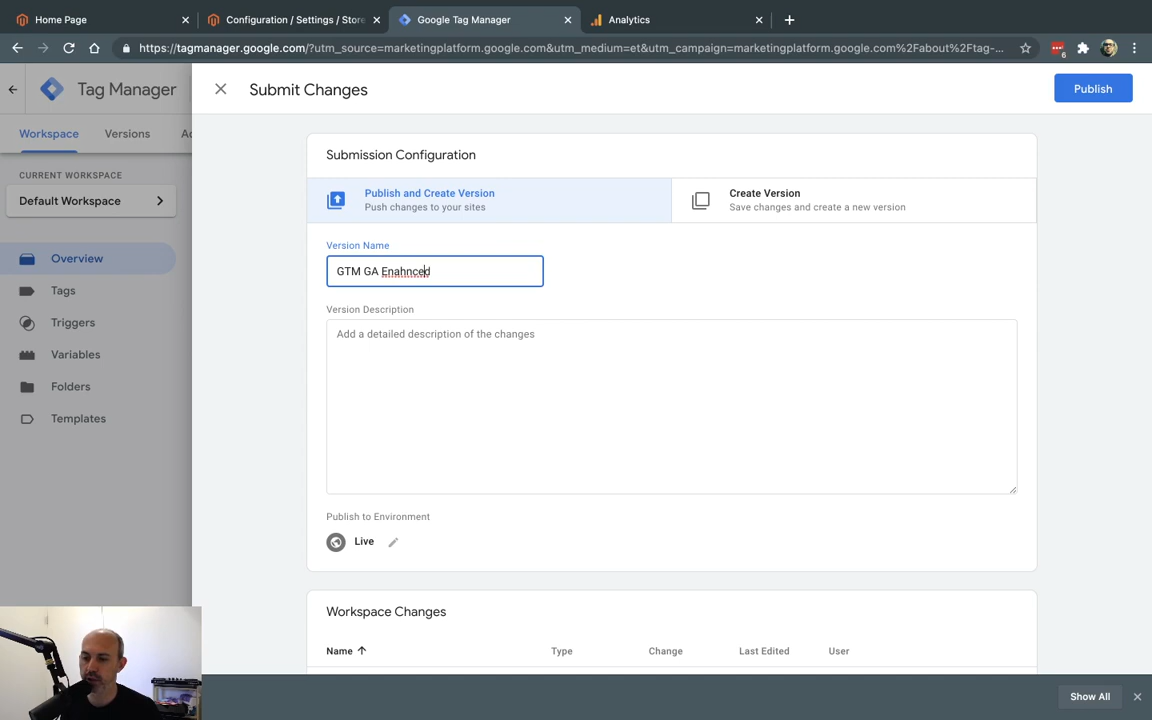 Home Page
Configuration / Settings / Store
Google Tag Manager
Analytics
https://tagmanager.google.com/?utm_source=marketingplatform.google.com&utm_medium=et&utm_campaign=marketingplatform.google.com%2Fabout%2Ftag-...
6
Tag Manager
Submit Changes
Publish
Workspace
Versions
Ad
CURRENT WORKSPACE
Default Workspace
Overview
Tags
Triggers
Variables
Folders
Templates
Submission Configuration
Publish and Create Version
Push changes to your sites
Create Version
Save changes and create a new version
Version Name
GTM GA Enahnced
Version Description
Add a detailed description of the changes
Publish to Environment
Live
Workspace Changes
Name Type Change Last Edited User
Show All